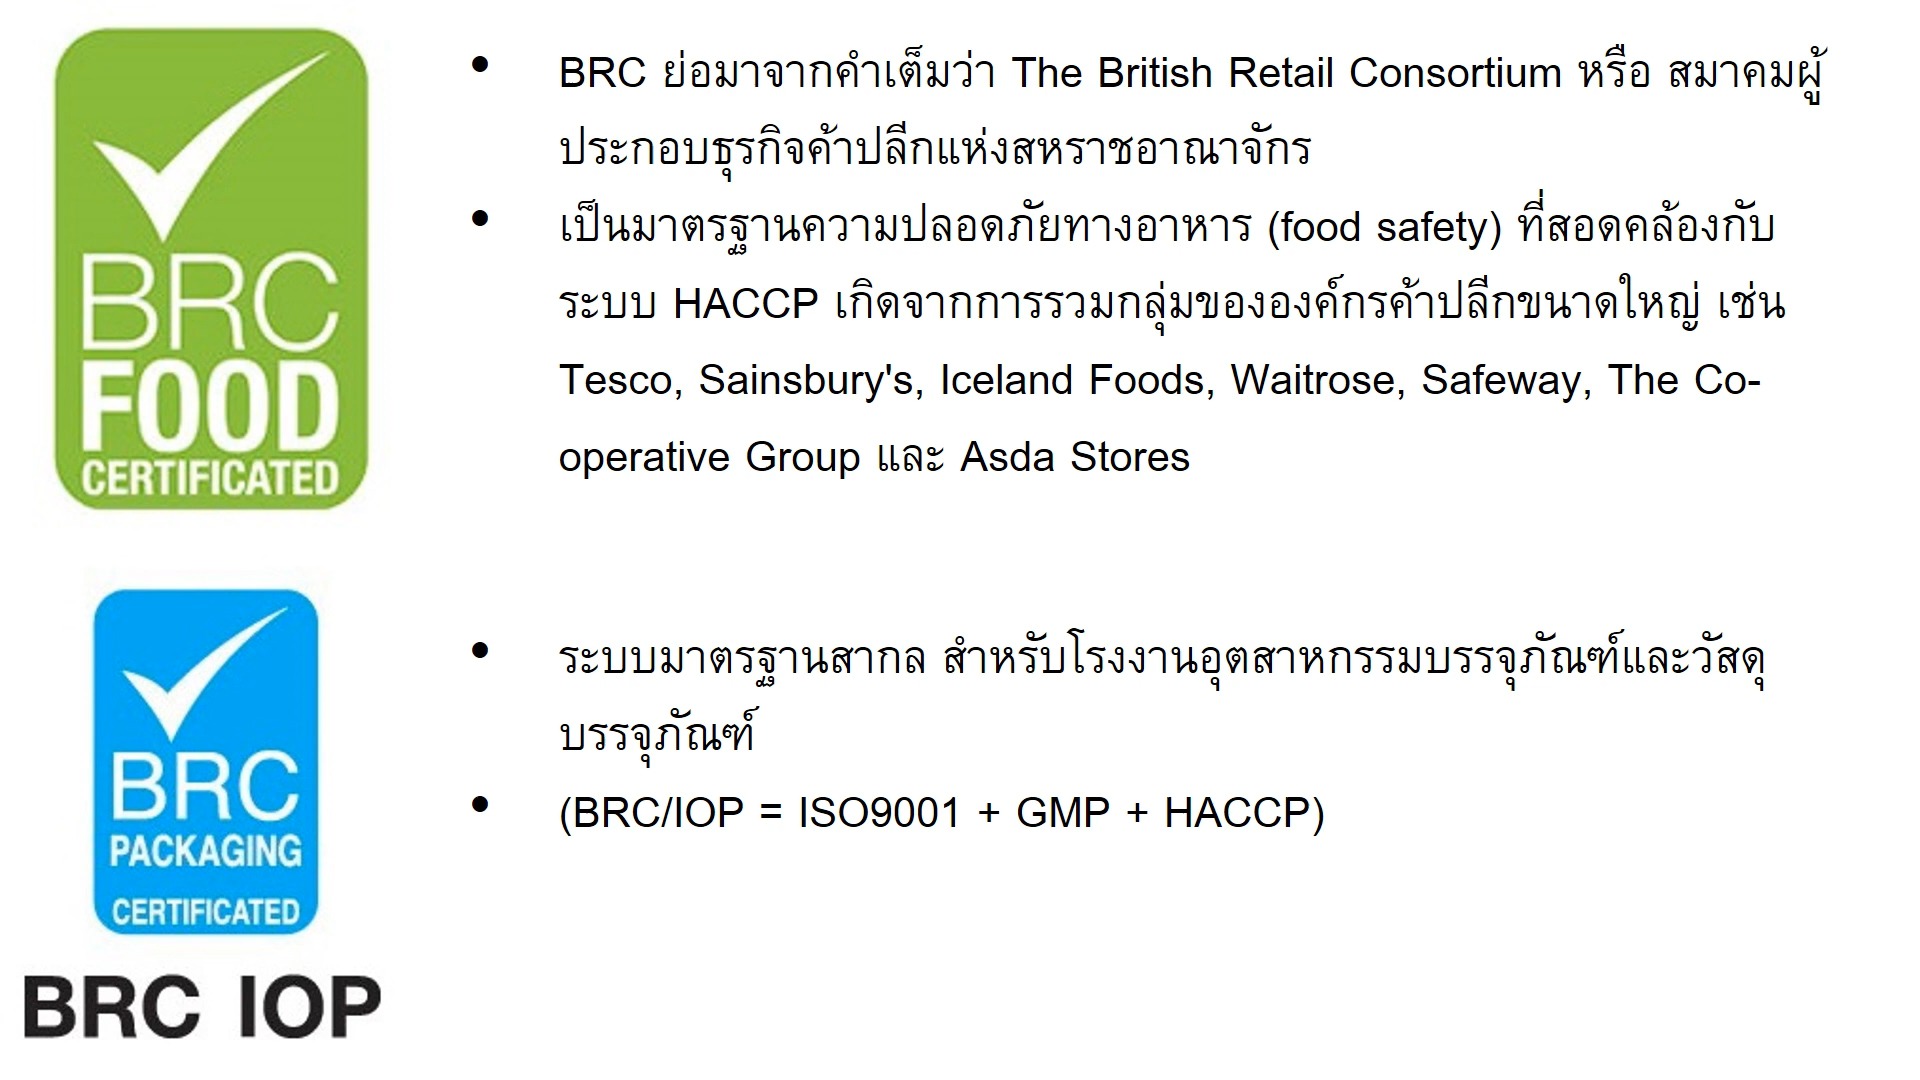 BRC
FOOD
CERTIFICATED
• BRC ย่อมาจากคำเต็มว่า The British Retail Consortium หรือ สมาคมผู้
ประกอบธุรกิจค้าปลีกแห่งสหราชอาณาจักร
• เป็นมาตรฐานความปลอดภัยทางอาหาร (food safety) ที่สอดคล้องกับ
ระบบ HACCP เกิดจากการรวมกลุ่มขององค์กรค้าปลีกขนาดใหญ่ เช่น
Tesco, Sainsbury's, Iceland Foods, Waitrose, Safeway, The Co-
operative Group และ Asda Stores
BRC
PACKAGING
CERTIFICATED
BRC IOP
• ระบบมาตรฐานสากล สำหรับโรงงานอุตสาหกรรมบรรจุภัณฑ์และวัสดุ
บรรจุภัณฑ์
• (BRC/IOP = ISO9001 + GMP + HACCP)